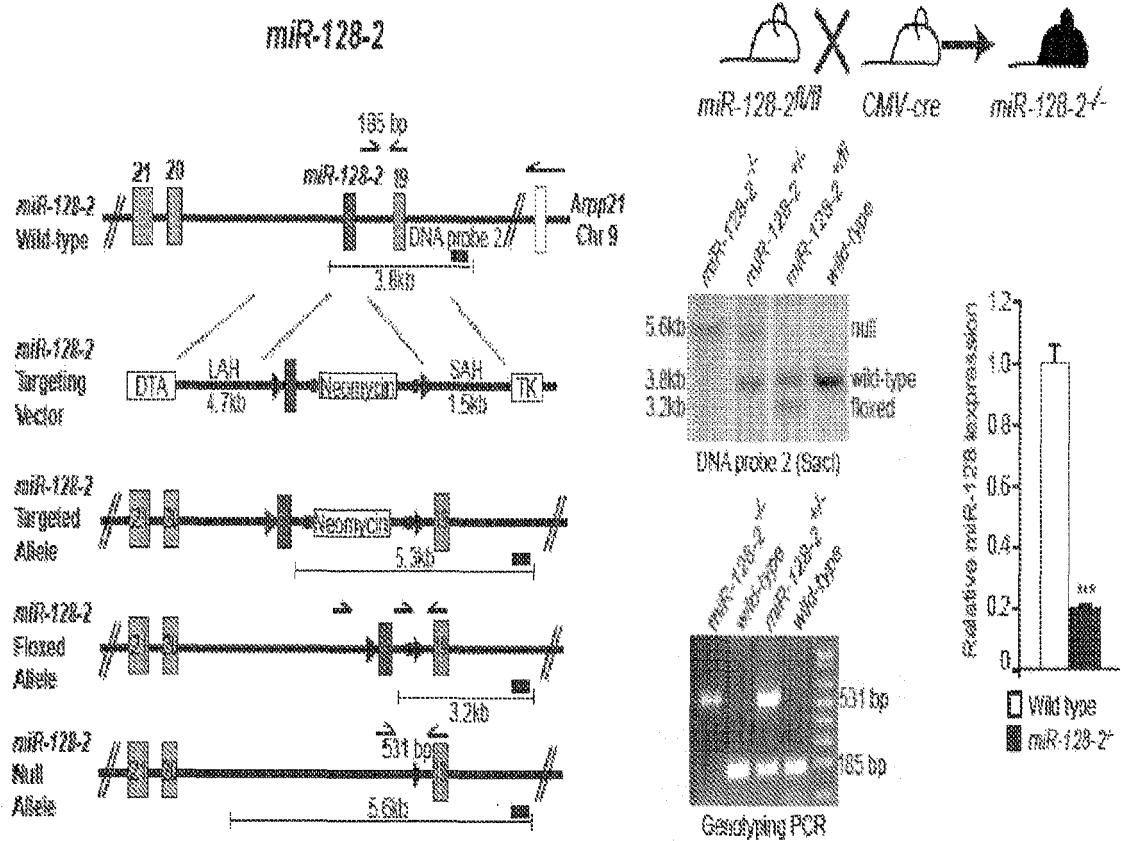 miR-128-2
miR-128-2fl/fl
CMV-cre
miR-128-2-/-
185 bp
21
20
miR-128-2
19
miR-128-2
Wild-type
DNA probe 2
Arpp21
Chr 9
3.8kb
miR-128-2
Targeting
Vector
DTA
LAH
4.7kb
Neomycin
SAH
1.5kb
TK
miR-128-2
Targeted
Allele
Neomycin
5.3kb
miR-128-2
Floxed
Allele
3.2kb
miR-128-2
Null
Allele
531 bp
5.6kb
miR-128-2
miR-128-2
miR-128-2
wild-type
5.6kb
null
3.8kb
wild-type
3.2kb
floxed
DNA probe 2 (SacI)
miR-128-2
wild-type
miR-128-2
wild-type
531 bp
185 bp
Genotyping PCR
Relative miR-128 expression
1.2
1.0
0.8
0.6
0.4
0.2
0
***
Wild type
miR-128-2-/-